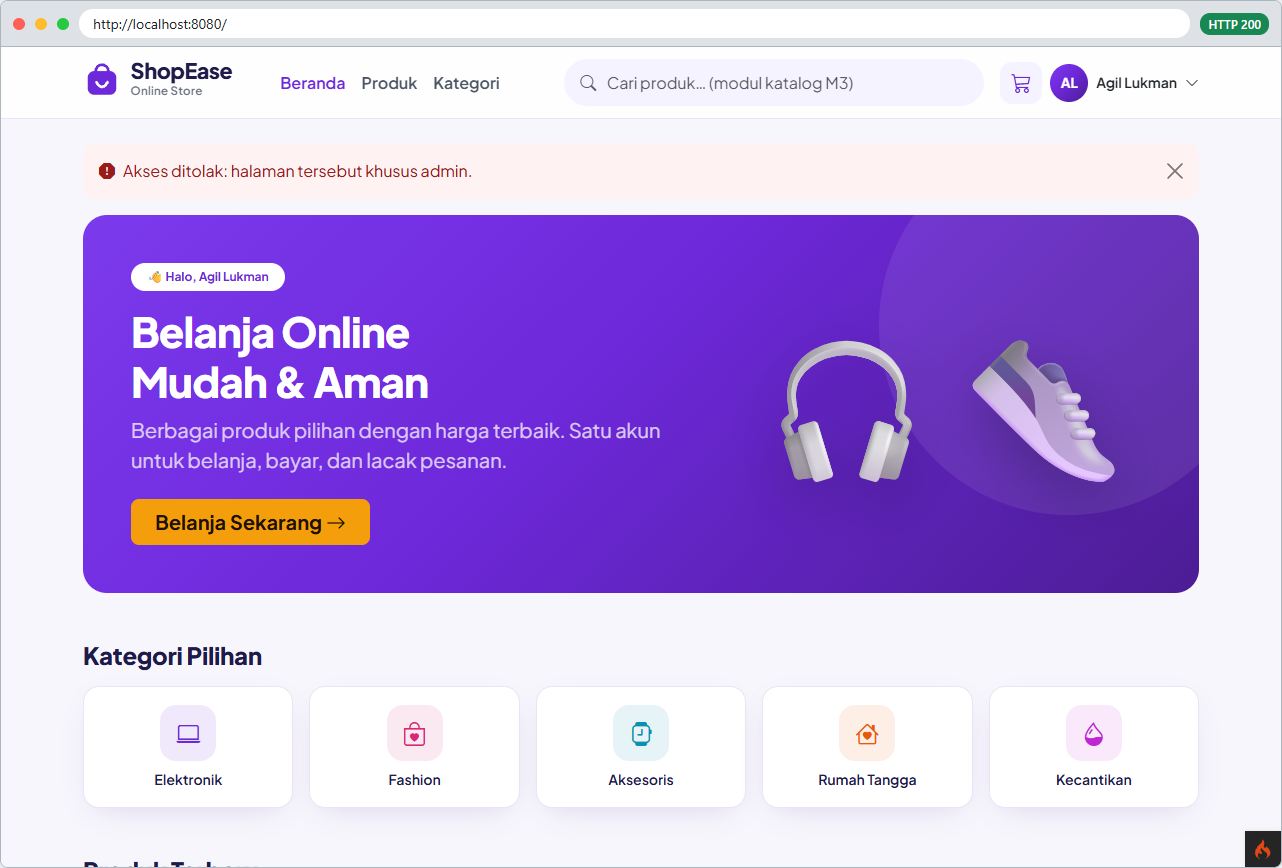 http://localhost:8080/
HTTP 200
ShopEase
Online Store
Beranda
Produk
Kategori
Cari produk... (modul katalog M3)
AL
Agil Lukman
Akses ditolak: halaman tersebut khusus admin.
👋 Halo, Agil Lukman
Belanja Online
Mudah & Aman
Berbagai produk pilihan dengan harga terbaik. Satu akun
untuk belanja, bayar, dan lacak pesanan.
Belanja Sekarang →
Kategori Pilihan
Elektronik
Fashion
Aksesoris
Rumah Tangga
Kecantikan